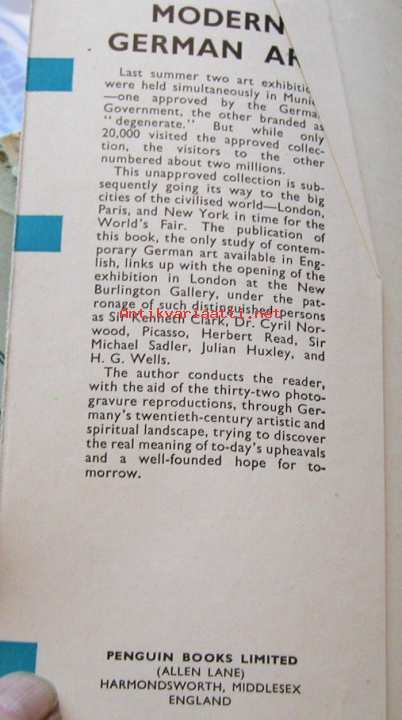 MODERN
GERMAN AR
Last summer two art exhibitio
were held simultaneously in Muni
—one approved by the Germa
Government, the other branded as
"degenerate." But while only
20,000 visited the approved collec-
tion, the visitors to the other
numbered about two millions.
This unapproved collection is sub-
sequently going its way to the big
cities of the civilised world—London,
Paris, and New York in time for the
World's Fair. The publication of
this book, the only study of contem-
porary German art available in Eng-
lish, links up with the opening of the
exhibition in London at the New
Burlington Gallery, under the pat-
ronage of such distinguished persons
Antikvariaatti.net
as Sir Kenneth Clark, Dr. Cyril Nor-
wood, Picasso, Herbert Read, Sir
Michael Sadler, Julian Huxley, and
H. G. Wells.
The author conducts the reader,
with the aid of the thirty-two photo-
gravure reproductions, through Ger-
many's twentieth-century artistic and
spiritual landscape, trying to discover
the real meaning of to-day's upheavals
and a well-founded hope for to-
morrow.
PENGUIN BOOKS LIMITED
(ALLEN LANE)
HARMONDSWORTH, MIDDLESEX
ENGLAND